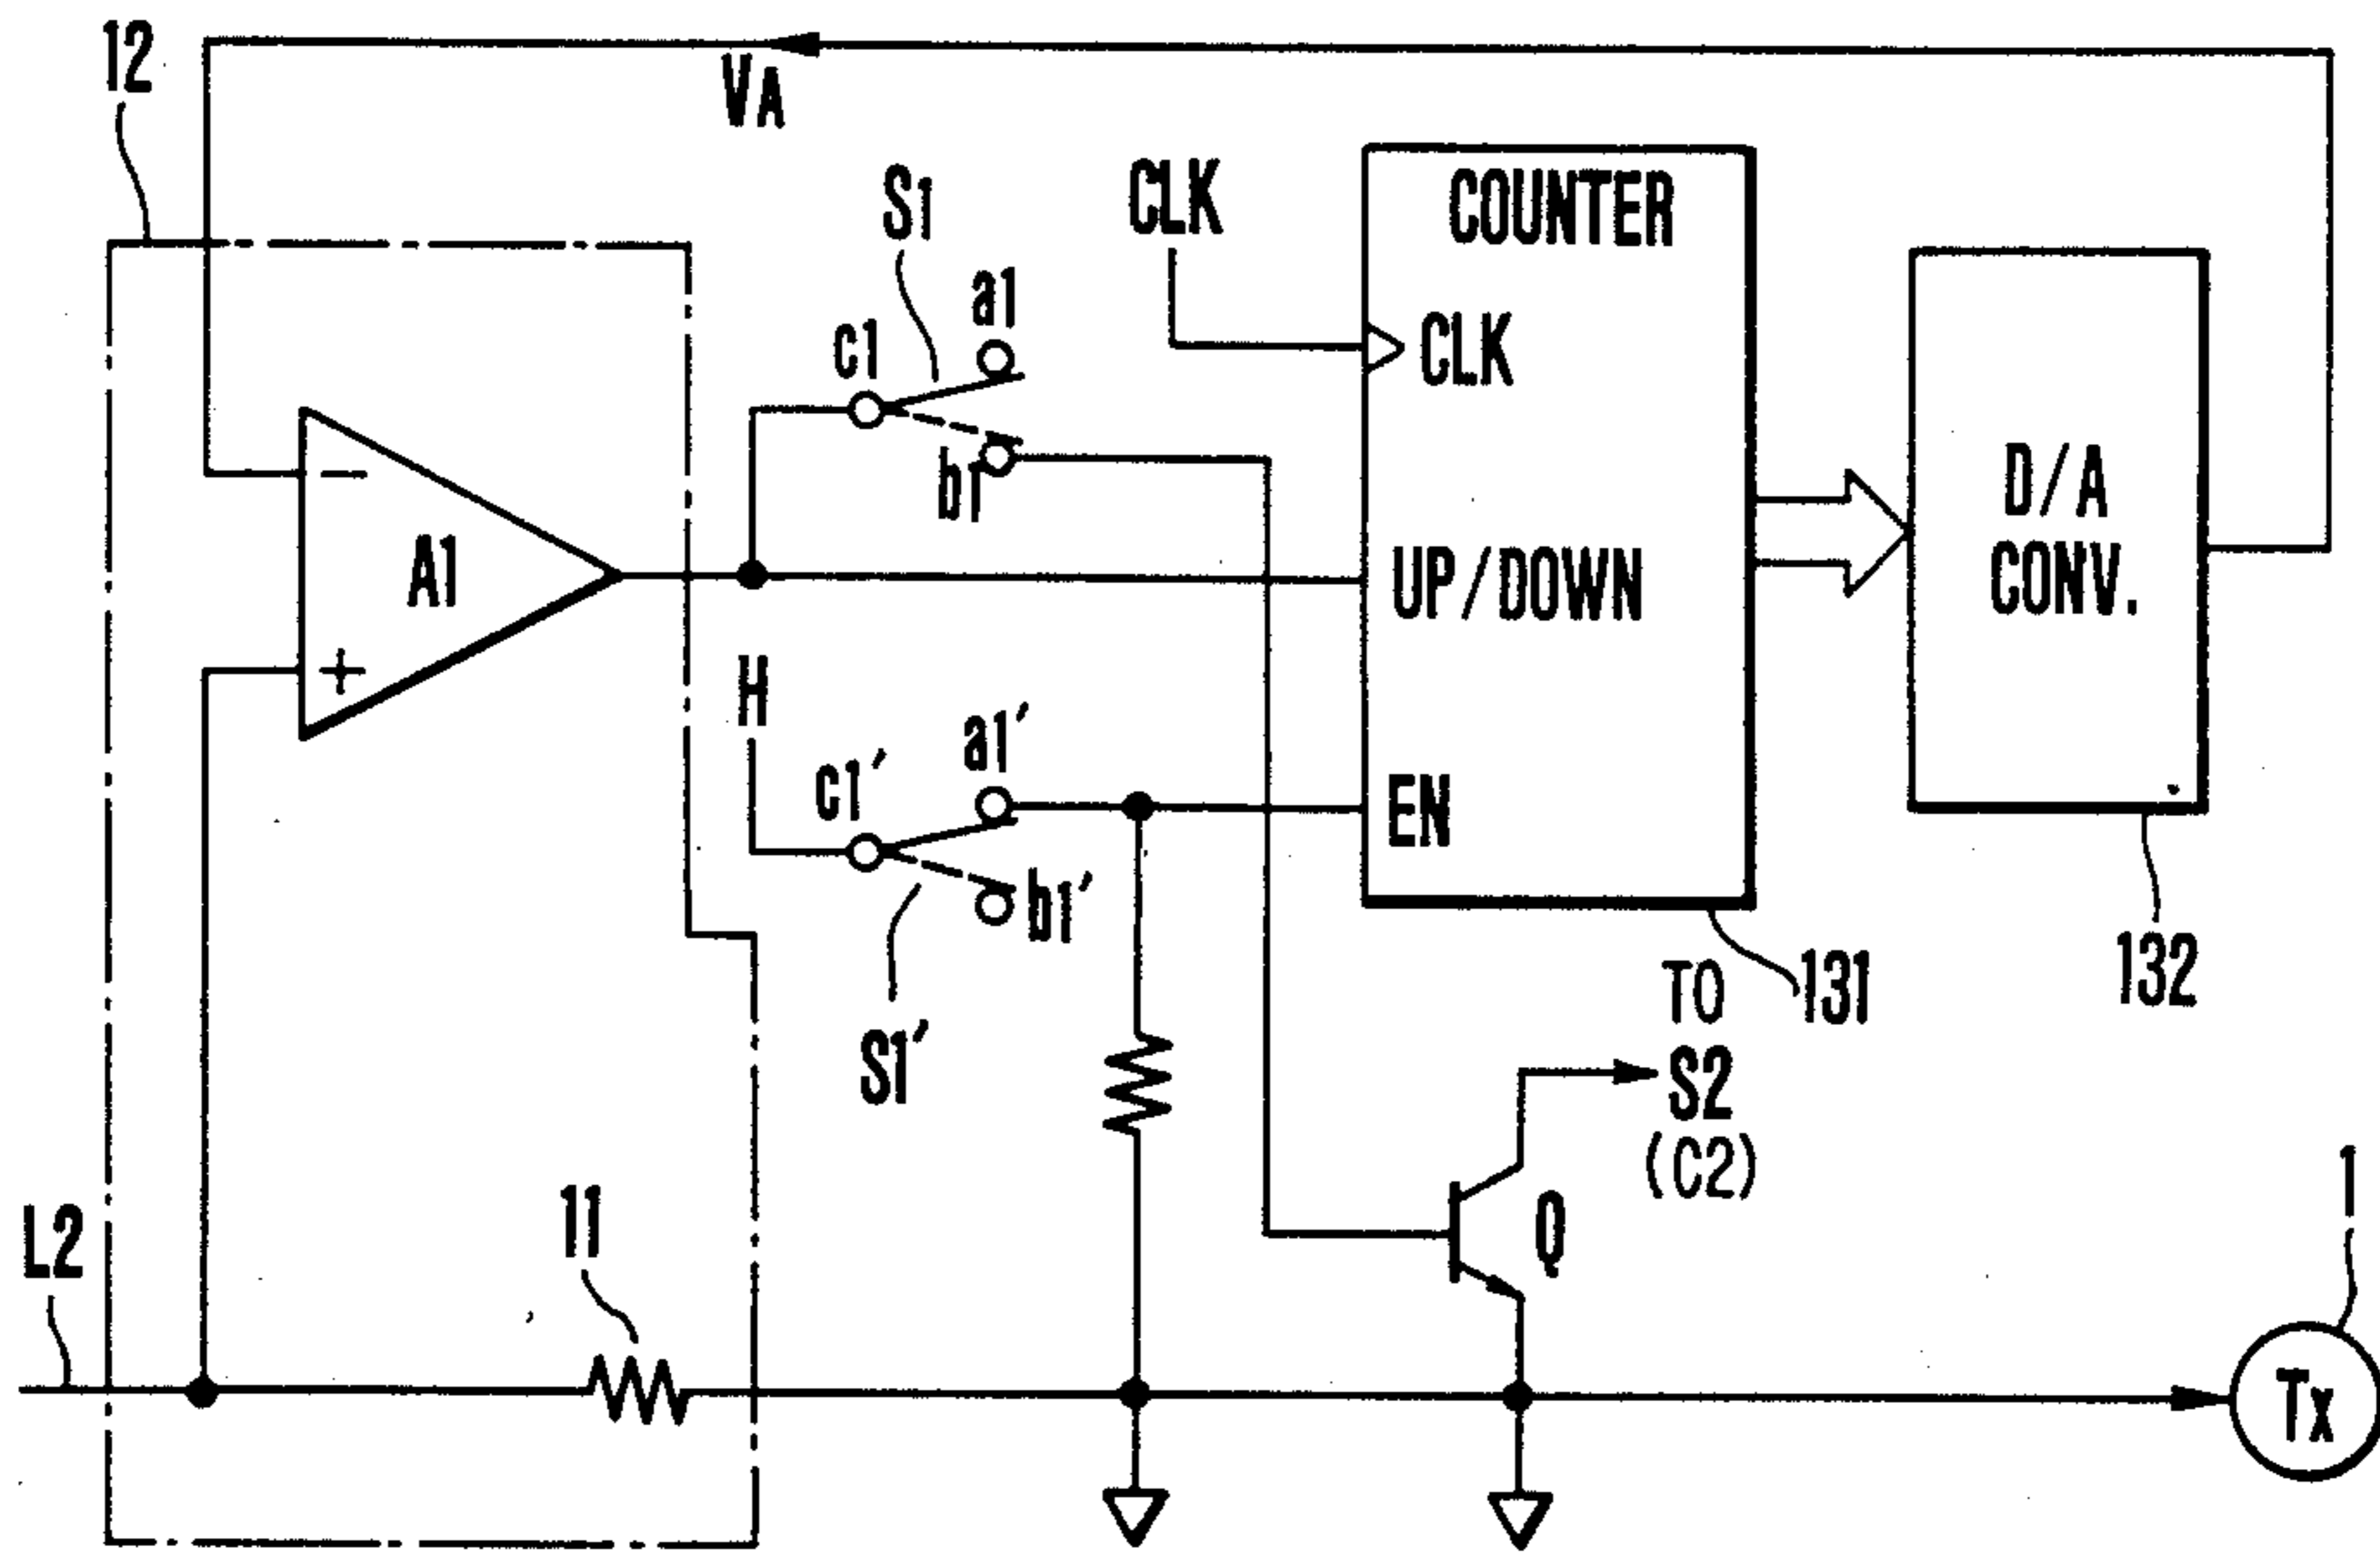 12
VA
S1
a1
c1
b1
CLK
COUNTER
CLK
UP/DOWN
EN
D/A
CONV.
A1
−
+
H
a1′
c1′
b1′
S1′
131
132
TO
S2
(C2)
Q
L2
11
1
Tx